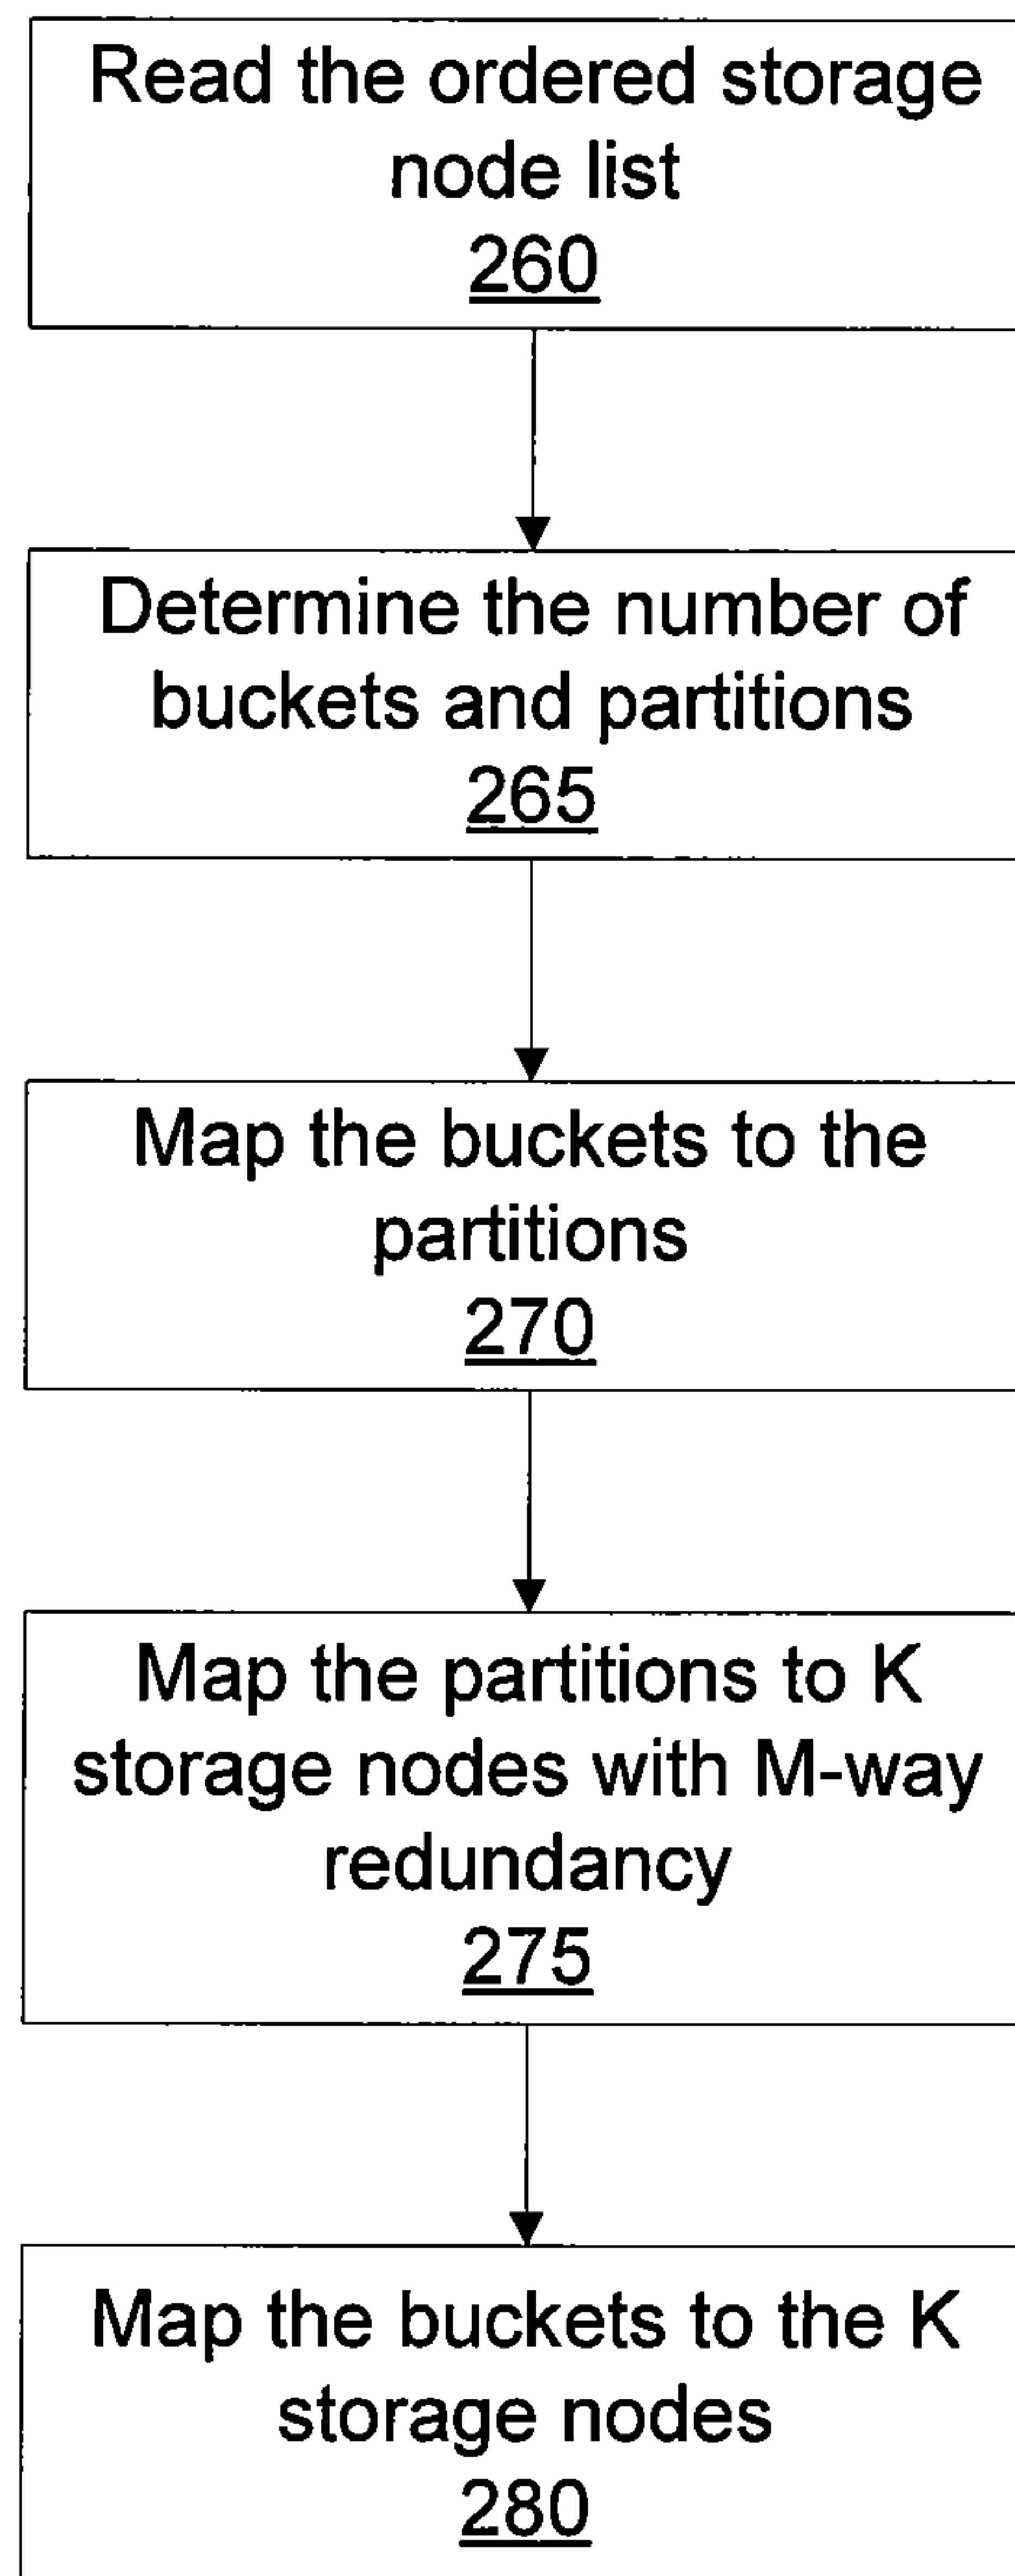 Read the ordered storage
node list
260
Determine the number of
buckets and partitions
265
Map the buckets to the
partitions
270
Map the partitions to K
storage nodes with M-way
redundancy
275
Map the buckets to the K
storage nodes
280